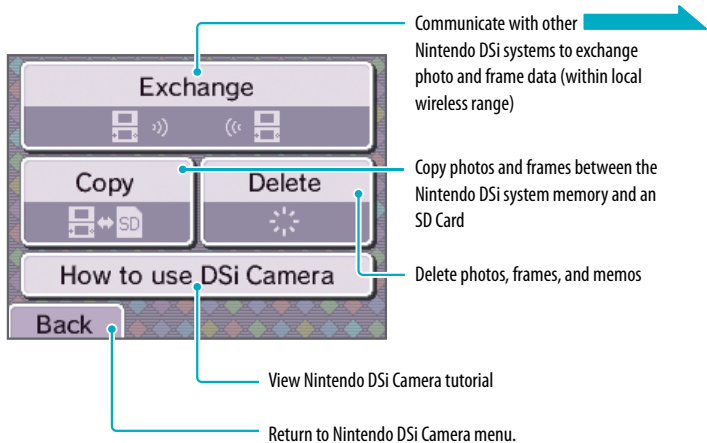 Communicate with other
Nintendo DSi systems to exchange
photo and frame data (within local
wireless range)
Exchange
Copy photos and frames between the
Nintendo DSi system memory and an
SD Card
Copy
Delete
SD
Delete photos, frames, and memos
How to use DSi Camera
Back
View Nintendo DSi Camera tutorial
Return to Nintendo DSi Camera menu.